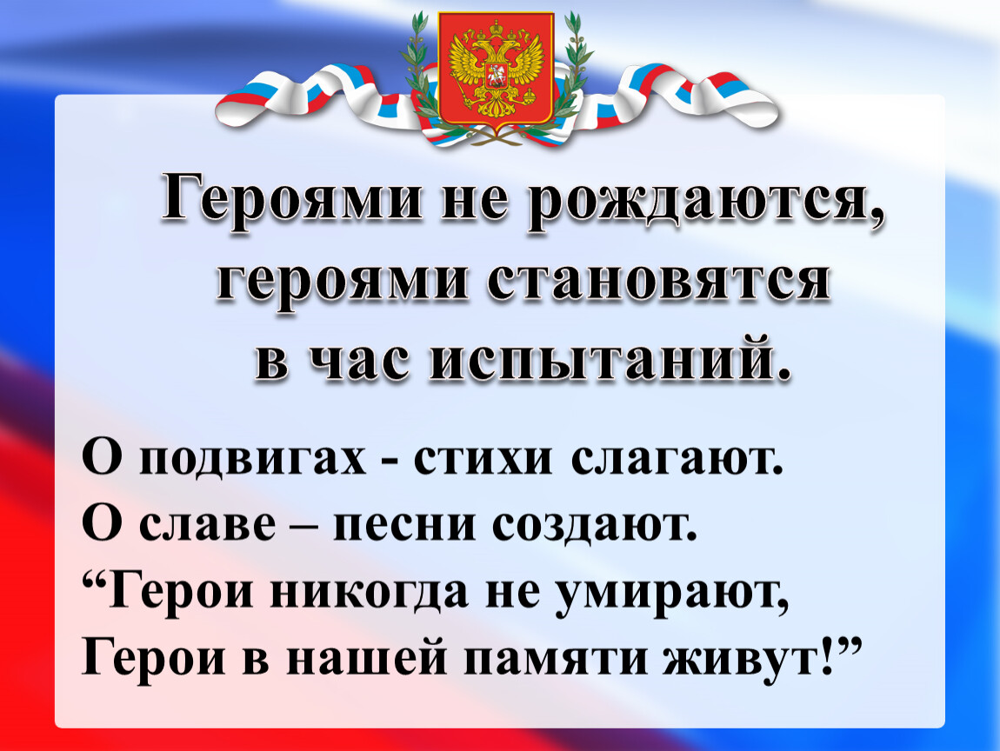 Героями не рождаются,
героями становятся
в час испытаний.
О подвигах - стихи слагают.
О славе – песни создают.
“Герои никогда не умирают,
Герои в нашей памяти живут!”